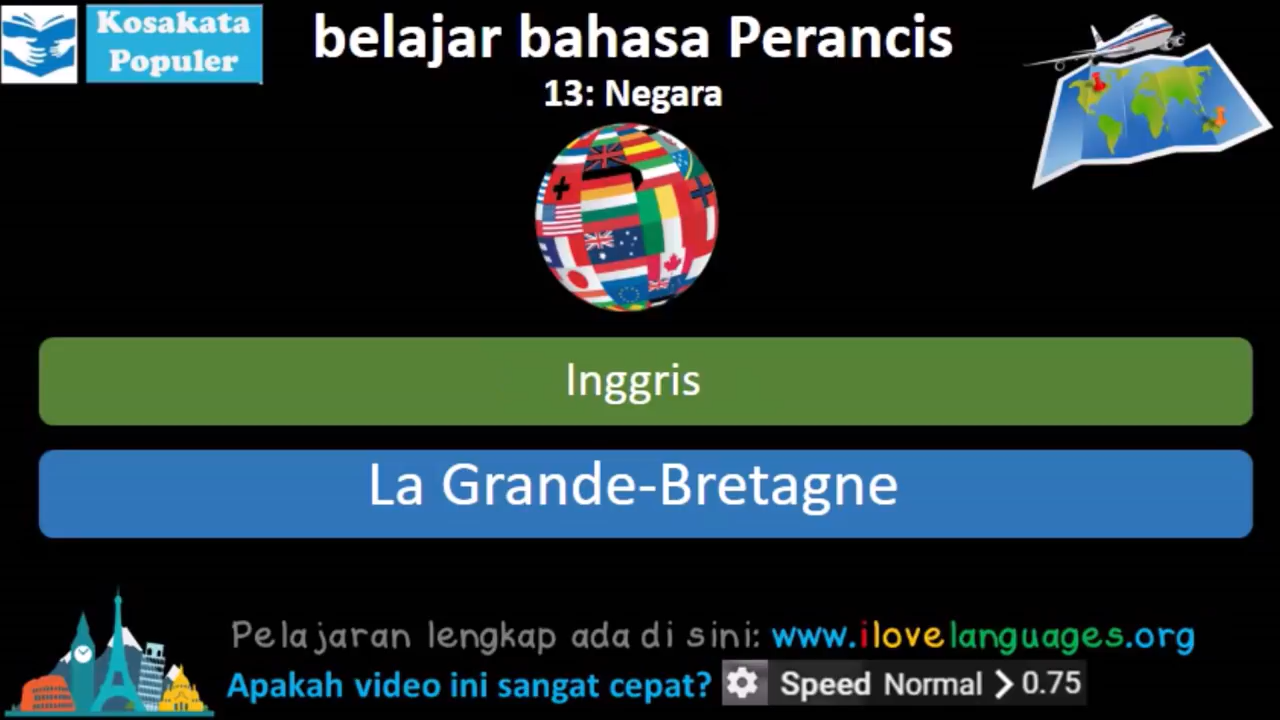 Kosakata
Populer
belajar bahasa Perancis
13: Negara
Inggris
La Grande-Bretagne
Pelajaran lengkap ada di sini: www.ilovelanguages.org
Apakah video ini sangat cepat? Speed Normal > 0.75